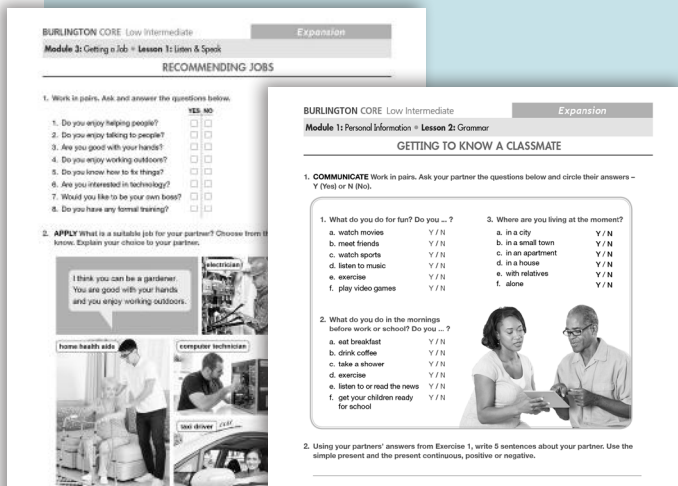 BURLINGTON CORE Low Intermediate
Expansion
Module 3: Getting a Job • Lesson 1: Listen & Speak
RECOMMENDING JOBS
1. Work in pairs. Ask and answer the questions below.
YES NO
1. Do you enjoy helping people?
2. Do you enjoy talking to people?
3. Are you good with your hands?
4. Do you enjoy working outdoors?
5. Do you know how to fix things?
6. Are you interested in technology?
7. Would you like to be your own boss?
8. Do you have any formal training?
2. APPLY What is a suitable job for your partner? Choose from
know. Explain your choice to your partner.
I think you can be a gardener.
You are good with your hands
and you enjoy working outdoors.
electrician
home health aide
computer technician
taxi driver
BURLINGTON CORE Low Intermediate
Expansion
Module 1: Personal Information • Lesson 2: Grammar
GETTING TO KNOW A CLASSMATE
1. COMMUNICATE Work in pairs. Ask your partner the questions below and circle their answers –
Y (Yes) or N (No).
1. What do you do for fun? Do you ... ?
a. watch movies Y / N
b. meet friends Y / N
c. watch sports Y / N
d. listen to music Y / N
e. exercise Y / N
f. play video games Y / N
2. What do you do in the mornings
before work or school? Do you ... ?
a. eat breakfast Y / N
b. drink coffee Y / N
c. take a shower Y / N
d. exercise Y / N
e. listen to or read the news Y / N
f. get your children ready Y / N
for school
3. Where are you living at the moment?
a. in a city Y / N
b. in a small town Y / N
c. in an apartment Y / N
d. in a house Y / N
e. with relatives Y / N
f. alone Y / N
2. Using your partners' answers from Exercise 1, write 5 sentences about your partner. Use the
simple present and the present continuous, positive or negative.